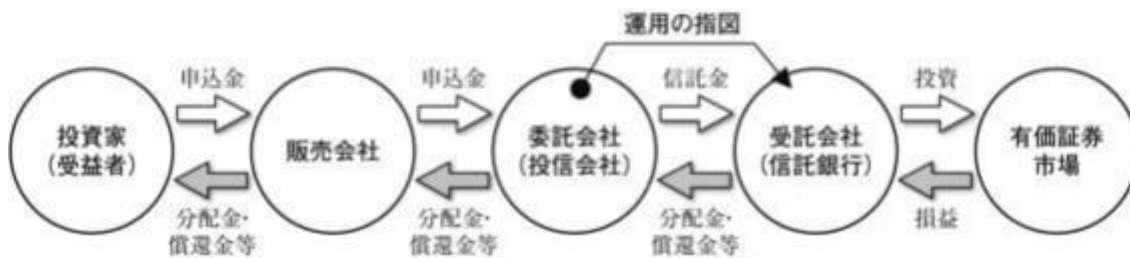 運用の指図
申込金
申込金
信託金
投資
投資家
(受益者)
販売会社
委託会社
(投信会社)
受託会社
(信託銀行)
有価証券
市場
分配金・
償還金等
分配金・
償還金等
分配金・
償還金等
損益